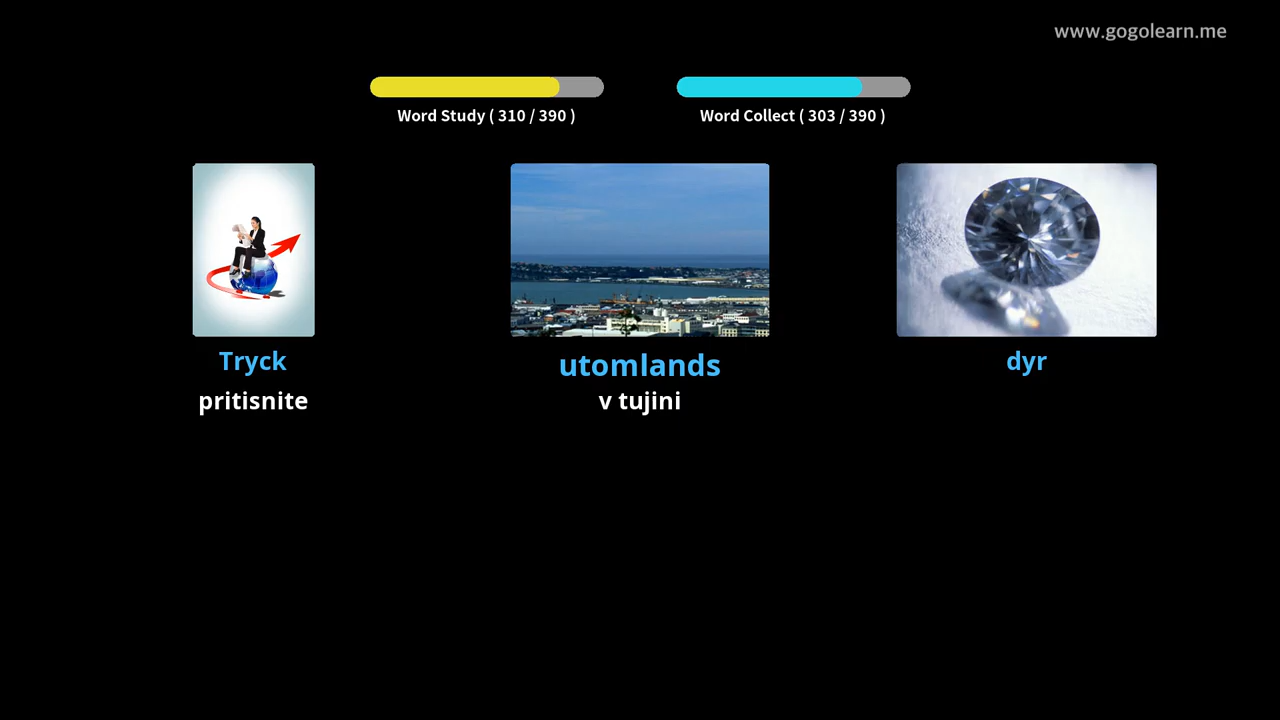 www.gogolearn.me
Word Study ( 310 / 390 )
Word Collect ( 303 / 390 )
Tryck
pritisnite
utomlands
v tujini
dyr